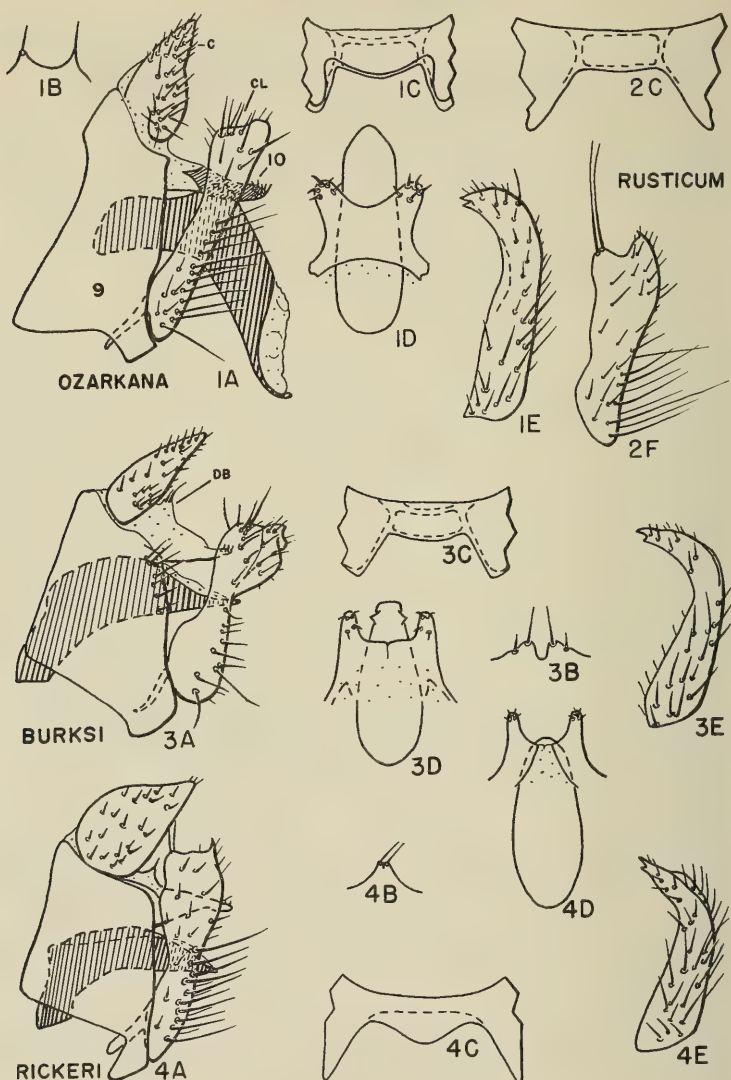 1B
C
1C
2C
CL
10
RUSTICUM
9
1D
OZARKANA
1A
1E
2F
DB
3C
3B
BURKSI
3A
3D
3E
4B
4D
RICKERI
4A
4C
4E